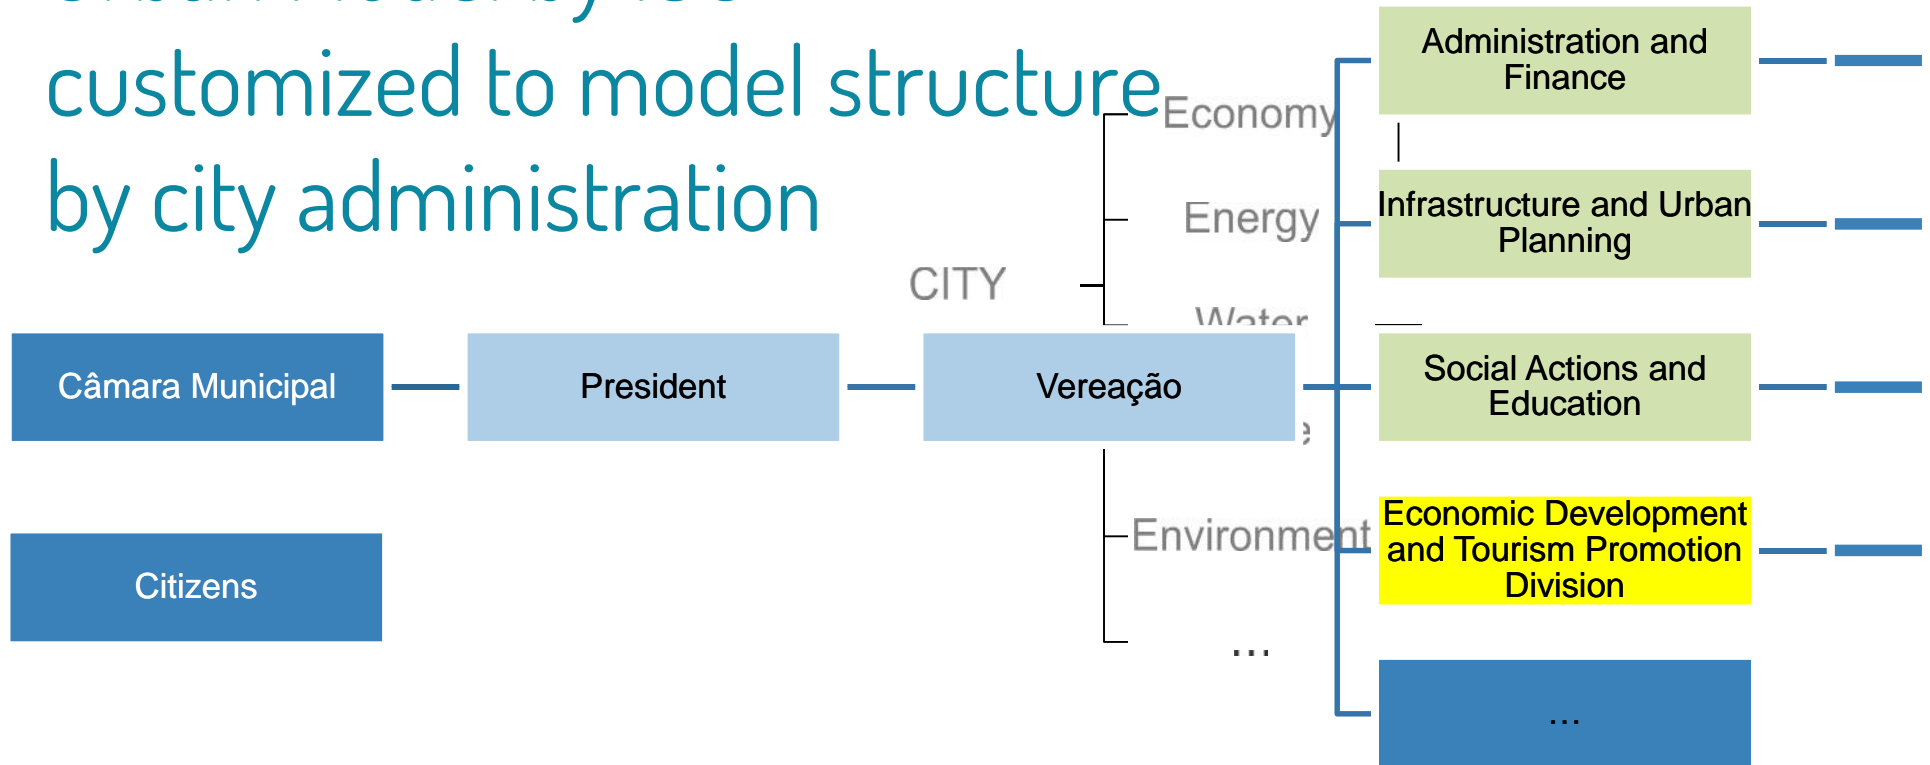 customized to model structure
by city administration
Economy
Energy
CITY
Water
Environment
...
Câmara Municipal
President
Vereação
Citizens
Administration and
Finance
Infrastructure and Urban
Planning
Social Actions and
Education
Economic Development
and Tourism Promotion
Division
...